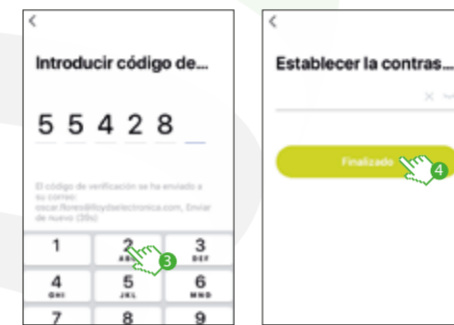 Introducir código de...
5 5 4 2 8
El código de verificación se ha enviado a
su correo:
oscar.flores@lloydselectronica.com, Enviar
de nuevo (39s)
1 2 3
ABC DEF
3
4 5 6
GHI JKL MNO
7 8 9
Establecer la contras...
Finalizado
4